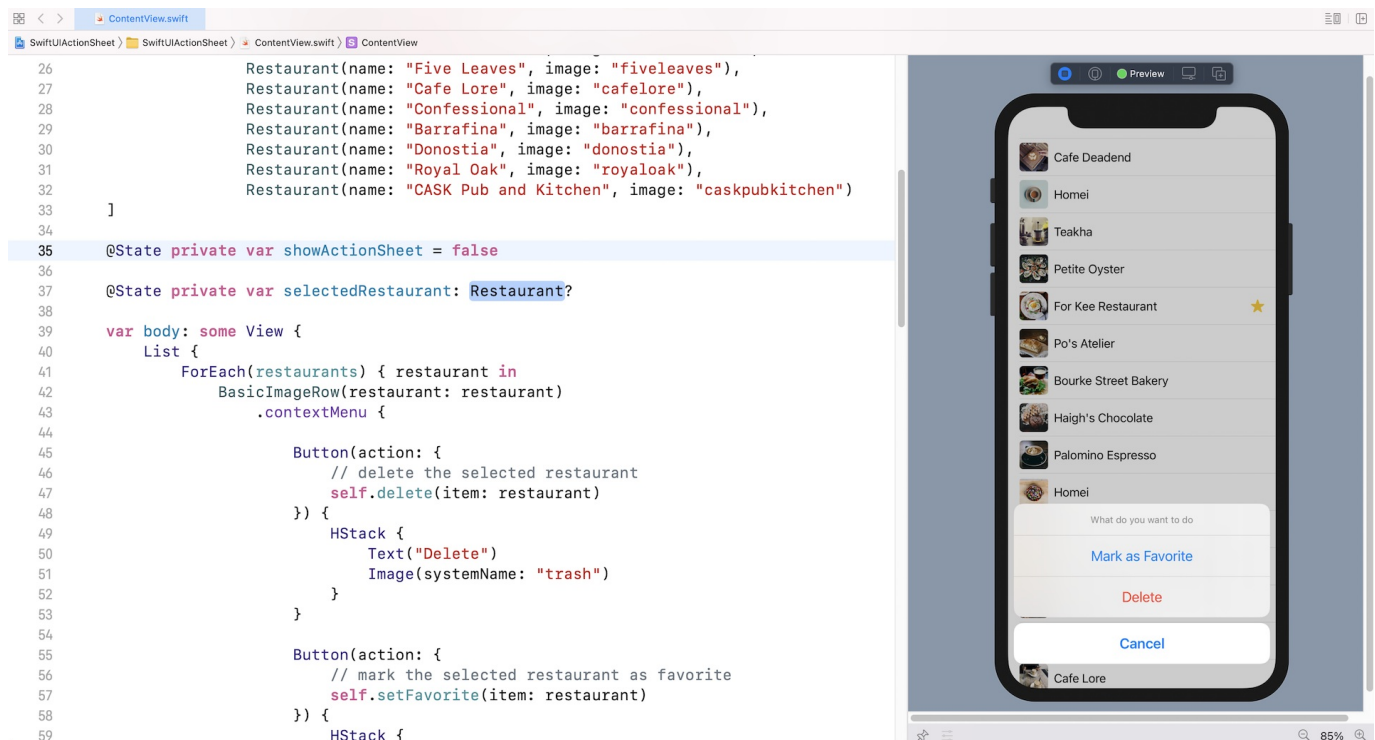 ContentView.swift
SwiftUIActionSheet SwiftUIActionSheet ContentView.swift S ContentView
26 Restaurant(name: "Five Leaves", image: "fiveleaves"),
27 Restaurant(name: "Cafe Lore", image: "cafelore"),
28 Restaurant(name: "Confessional", image: "confessional"),
29 Restaurant(name: "Barrafina", image: "barrafina"),
30 Restaurant(name: "Donostia", image: "donostia"),
31 Restaurant(name: "Royal Oak", image: "royaloak"),
32 Restaurant(name: "CASK Pub and Kitchen", image: "caskpubkitchen")
33 ]
34
35 @State private var showActionSheet = false
36
37 @State private var selectedRestaurant: Restaurant?
38
39 var body: some View {
40 List {
41 ForEach(restaurants) { restaurant in
42 BasicImageRow(restaurant: restaurant)
43 .contextMenu {
44
45 Button(action: {
46 // delete the selected restaurant
47 self.delete(item: restaurant)
48 }) {
49 HStack {
50 Text("Delete")
51 Image(systemName: "trash")
52 }
53 }
54
55 Button(action: {
56 // mark the selected restaurant as favorite
57 self.setFavorite(item: restaurant)
58 }) {
59 HStack {
Preview
Cafe Deadend
Homei
Teakha
Petite Oyster
For Kee Restaurant
Po's Atelier
Bourke Street Bakery
Haigh's Chocolate
Palomino Espresso
Homei
What do you want to do
Mark as Favorite
Delete
Cancel
Cafe Lore
85%